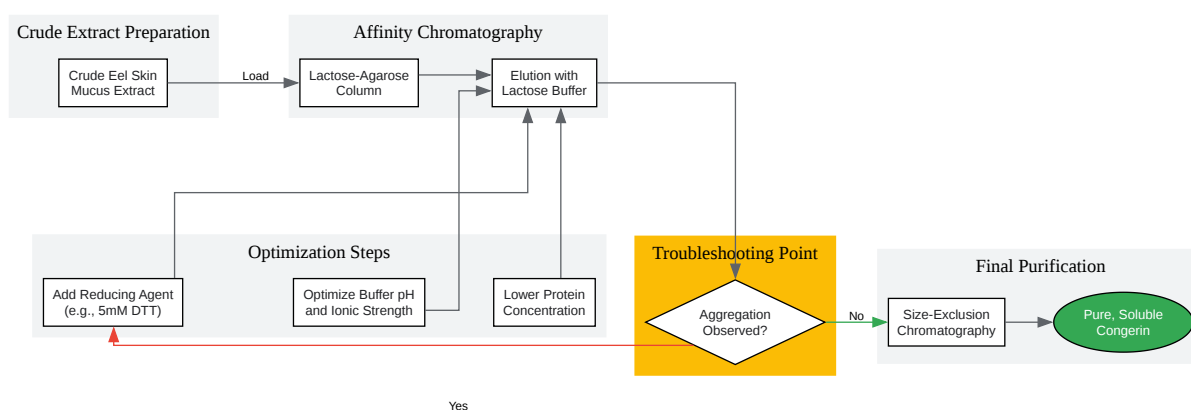 Crude Extract Preparation
Crude Eel Skin
Mucus Extract
Load
Affinity Chromatography
Lactose-Agarose
Column
Elution with
Lactose Buffer
Optimization Steps
Add Reducing Agent
(e.g., 5mM DTT)
Optimize Buffer pH
and Ionic Strength
Lower Protein
Concentration
Troubleshooting Point
Aggregation
Observed?
No
Final Purification
Size-Exclusion
Chromatography
Pure, Soluble
Congerin
Yes